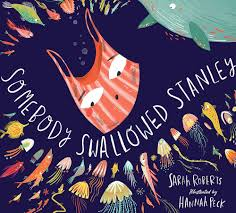 SOMEBODY SWALLOWED STANLEY
SARAH ROBERTS
Illustrated by
HANNAH PECK